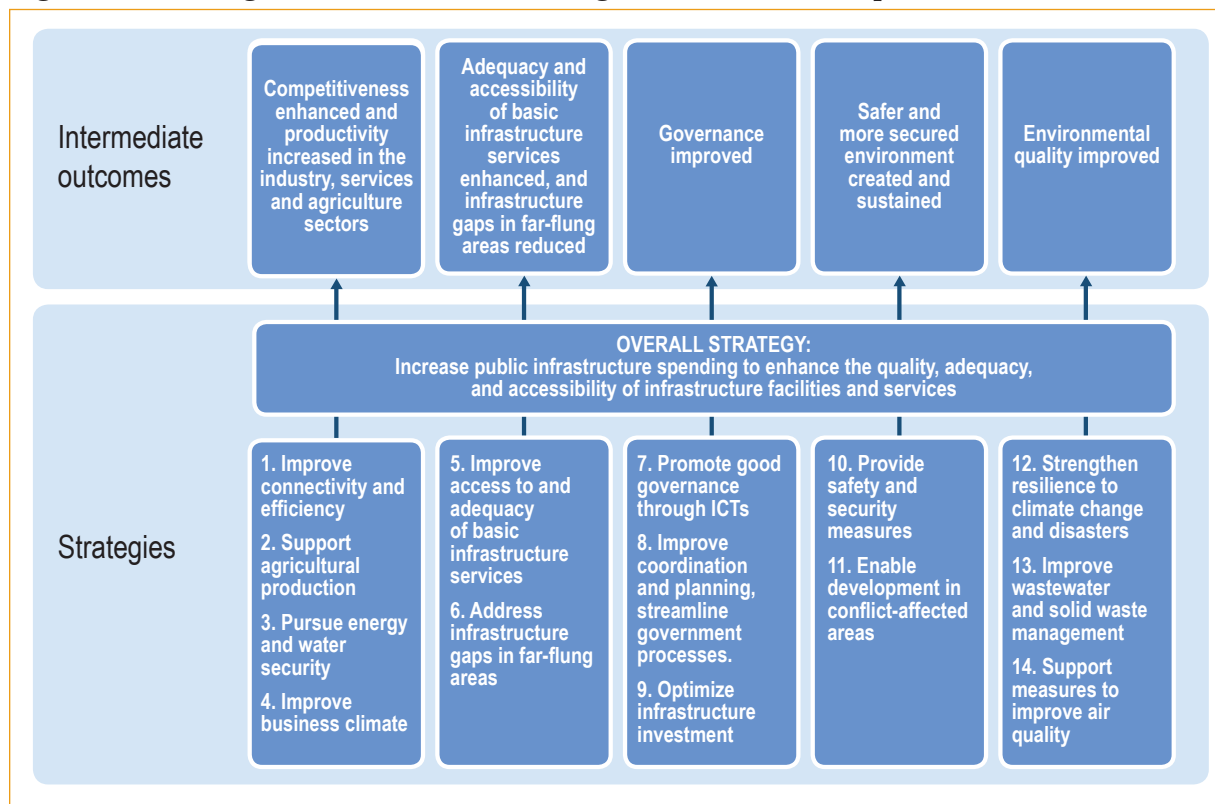 Intermediate
outcomes
Competitiveness
enhanced and
productivity
increased in the
industry, services
and agriculture
sectors
Adequacy and
accessibility
of basic
infrastructure
services
enhanced, and
infrastructure
gaps in far-flung
areas reduced
Governance
improved
Safer and
more secured
environment
created and
sustained
Environmental
quality improved
Strategies
OVERALL STRATEGY:
Increase public infrastructure spending to enhance the quality, adequacy,
and accessibility of infrastructure facilities and services
1. Improve
connectivity and
efficiency
2. Support
agricultural
production
3. Pursue energy
and water
security
4. Improve
business climate
5. Improve
access to and
adequacy
of basic
infrastructure
services
6. Address
infrastructure
gaps in far-flung
areas
7. Promote good
governance
through ICTs
8. Improve
coordination
and planning,
streamline
government
processes.
9. Optimize
infrastructure
investment
10. Provide
safety and
security
measures
11. Enable
development in
conflict-affected
areas
12. Strengthen
resilience to
climate change
and disasters
13. Improve
wastewater
and solid waste
management
14. Support
measures to
improve air
quality